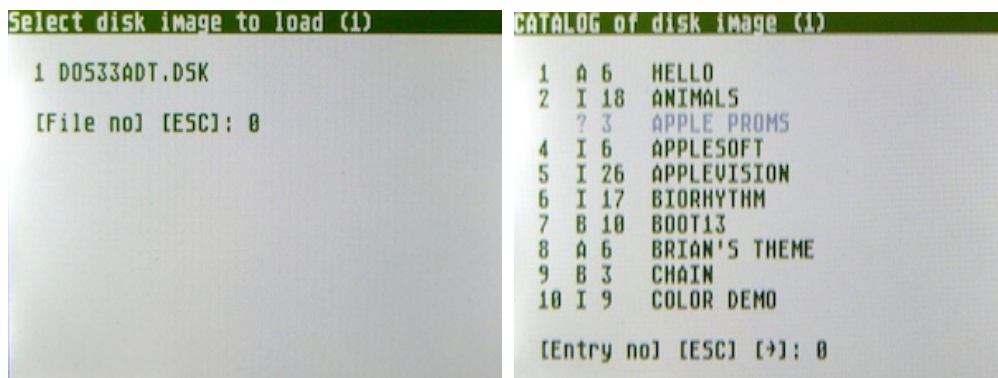 Select disk image to load (1)
1 DOS33ADT.DSK
[File no] [ESC]: 0
CATALOG of disk image (1)
1 A 6 HELLO
2 I 18 ANIMALS
? 3 APPLE PROMS
4 I 6 APPLESOFT
5 I 26 APPLEVISION
6 I 17 BIORHYTHM
7 B 10 BOOT13
8 A 6 BRIAN'S THEME
9 B 3 CHAIN
10 I 9 COLOR DEMO
[Entry no] [ESC] [→]: 0